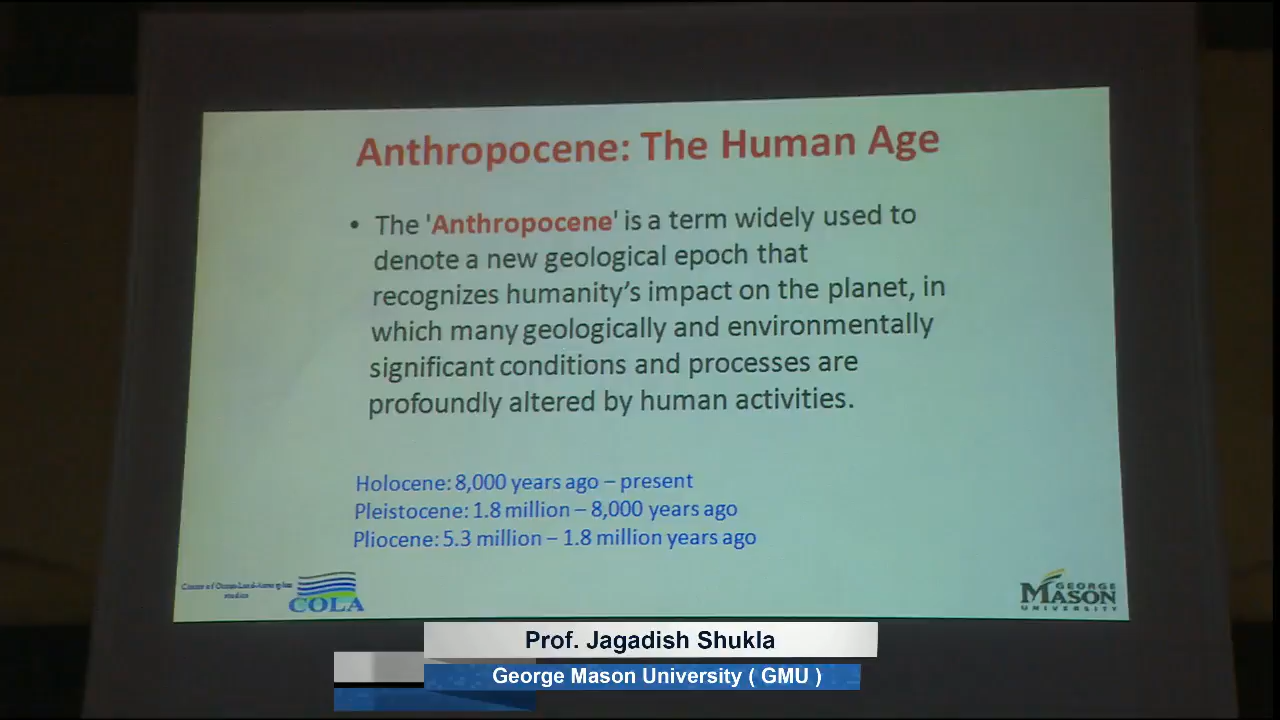 Anthropocene: The Human Age
• The 'Anthropocene' is a term widely used to
denote a new geological epoch that
recognizes humanity's impact on the planet, in
which many geologically and environmentally
significant conditions and processes are
profoundly altered by human activities.
Holocene: 8,000 years ago – present
Pleistocene: 1.8 million – 8,000 years ago
Pliocene: 5.3 million – 1.8 million years ago
studies
COLA
GEORGE
MASON
UNIVERSITY
Prof. Jagadish Shukla
George Mason University ( GMU )